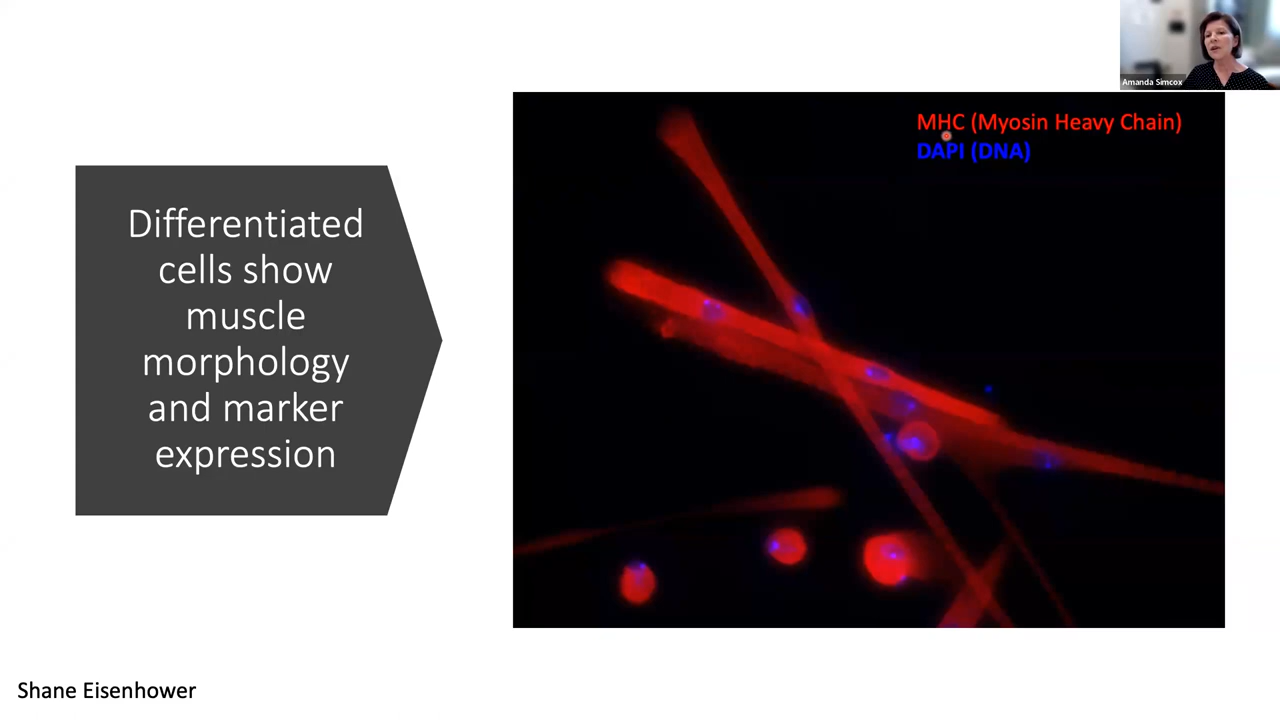 Amanda Simcox
MHC (Myosin Heavy Chain)
DAPI (DNA)
Differentiated
cells show
muscle
morphology
and marker
expression
Shane Eisenhower